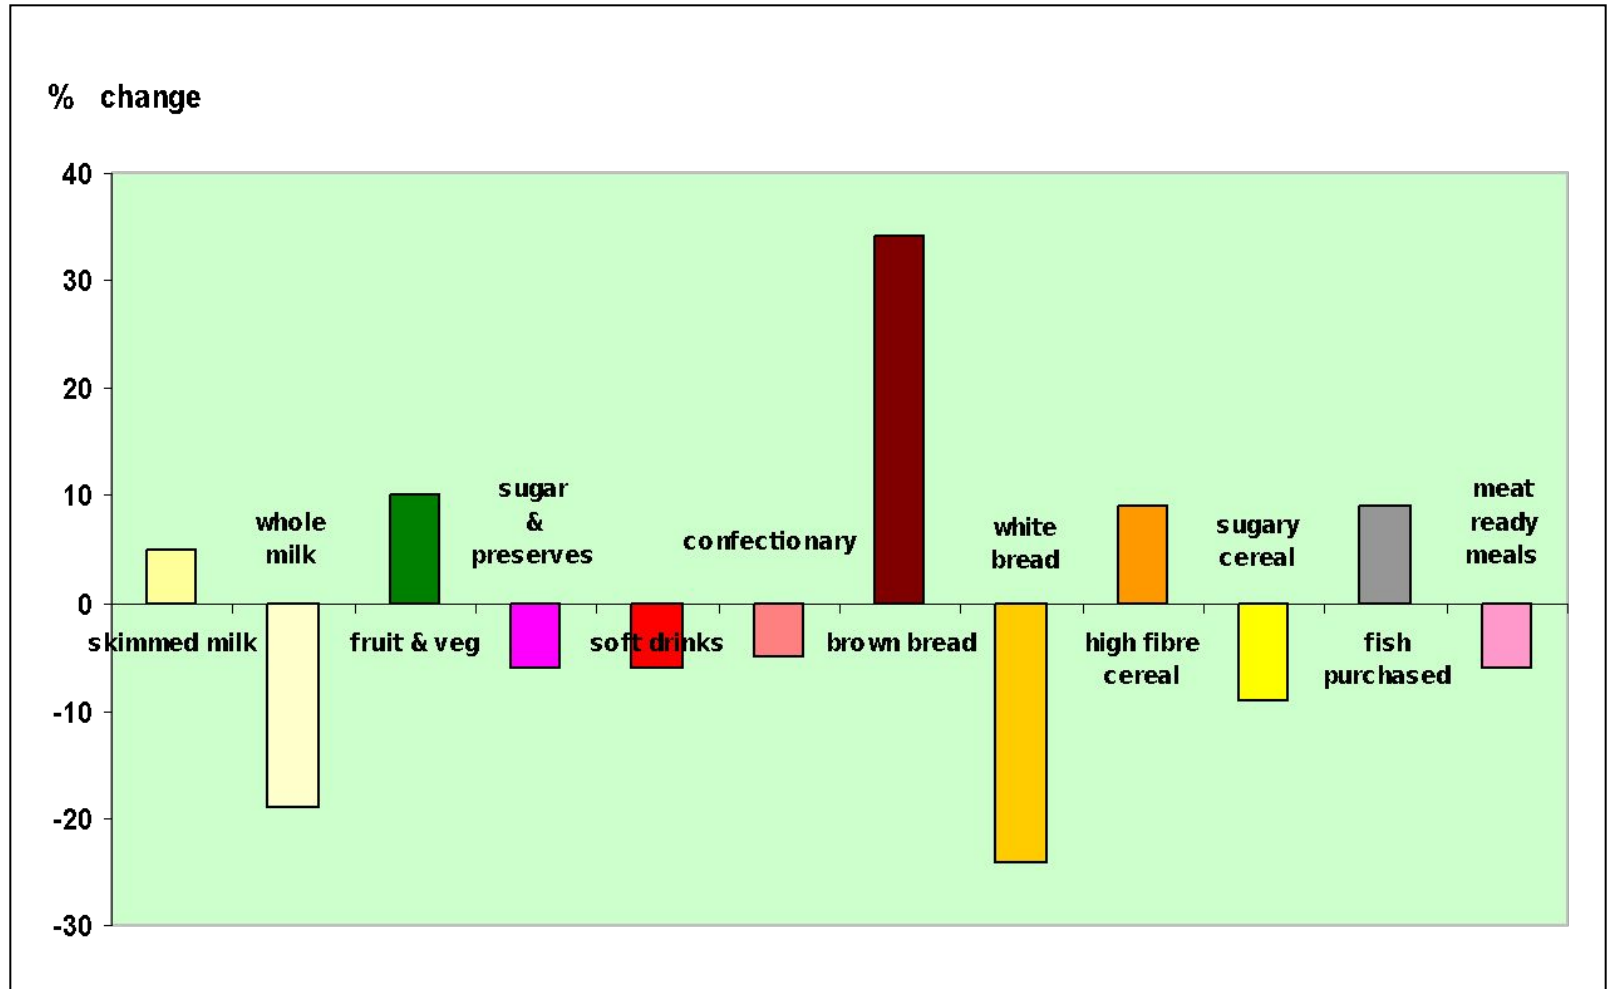 % change
40
30
20
10
0
-10
-20
-30
skimmed milk
whole
milk
fruit & veg
sugar
&
preserves
soft drinks
confectionary
brown bread
white
bread
high fibre
cereal
sugary
cereal
fish
purchased
meat
ready
meals